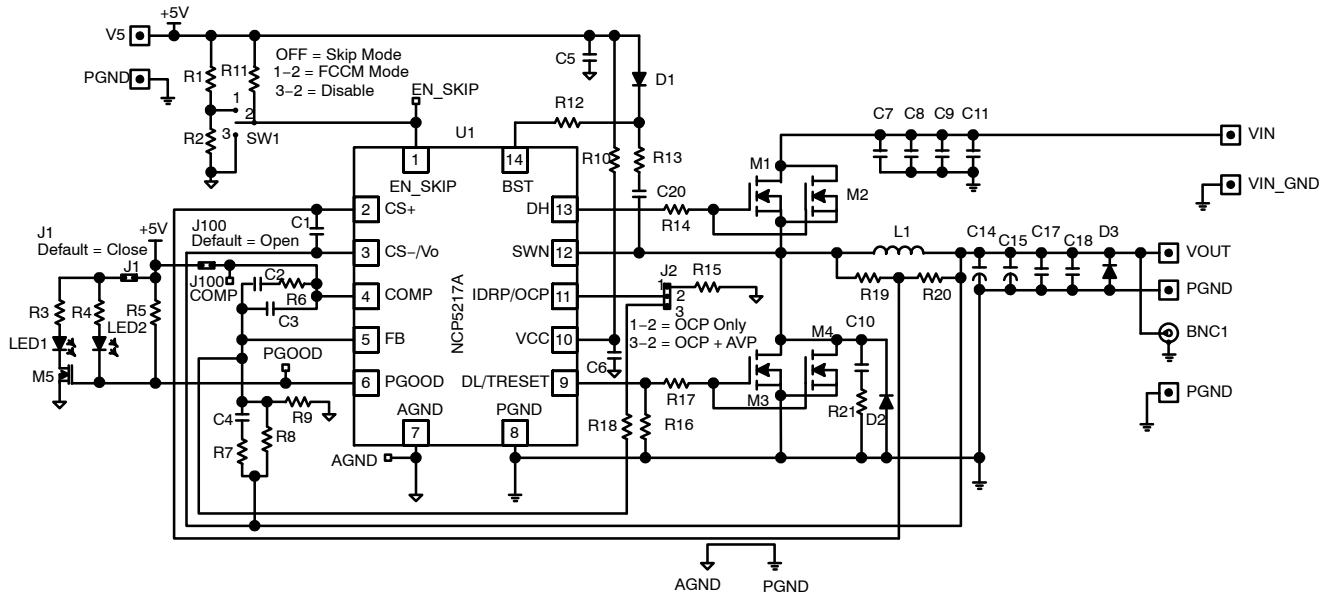 +5V
V5
OFF = Skip Mode
1−2 = FCCM Mode
3−2 = Disable
C5
R1
R11
PGND
EN_SKIP
D1
1
2
3
SW1
R2
R12
U1
R10
R13
C7 C8 C9 C11
VIN
1
EN_SKIP
14
BST
M1
M2
VIN_GND
C20
R14
2
CS+
DH
13
C1
J1
Default = Close
+5V
J100
Default = Open
3
CS−/Vo
SWN
12
L1
C14
C15
C17
C18
D3
VOUT
J1
J100
COMP
C2
R6
C3
4
COMP
IDRP/OCP
11
J2
1
2
3
R15
R19
R20
PGND
R3
R4
R5
LED2
LED1
NCP5217A
1−2 = OCP Only
3−2 = OCP + AVP
M4
C10
BNC1
5
FB
VCC
10
C6
PGOOD
M5
6
PGOOD
DL/TRESET
9
R17
M3
R21
D2
PGND
C4
R9
R7
R8
AGND
7
PGND
8
R18
R16
AGND
AGND
PGND